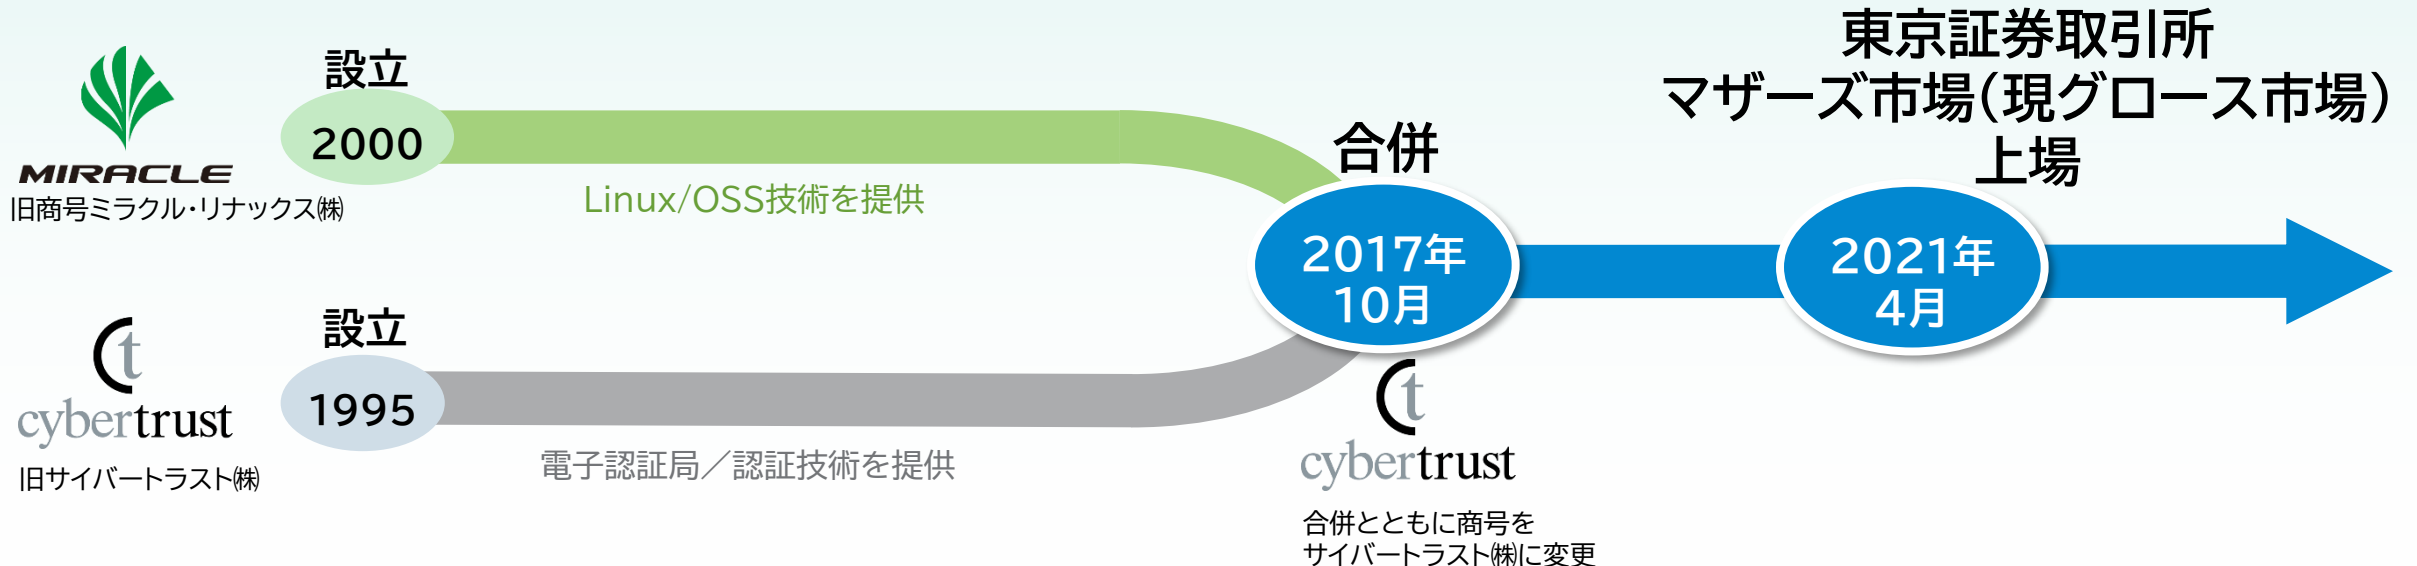 設立
2000
MIRACLE
旧商号ミラクル・リナックス㈱
Linux/OSS技術を提供
設立
1995
cybertrust
旧サイバートラスト㈱
電子認証局／認証技術を提供
合併
2017年
10月
cybertrust
合併とともに商号を
サイバートラスト㈱に変更
東京証券取引所
マザーズ市場(現グロース市場)
上場
2021年
4月